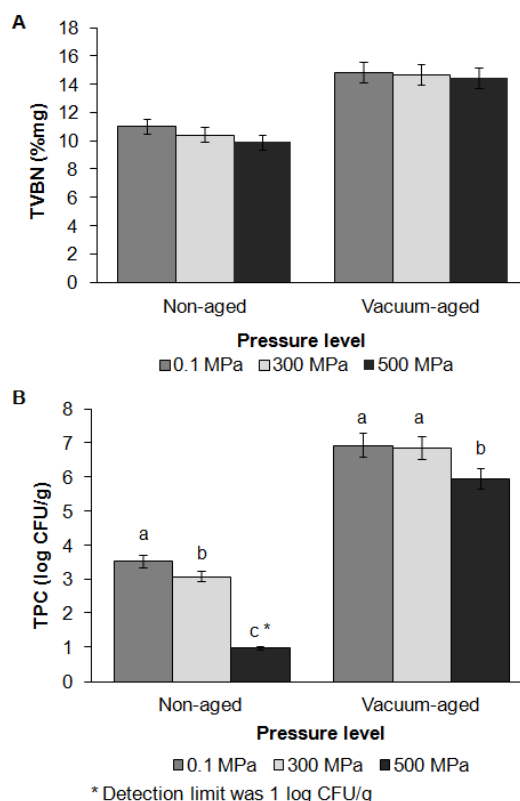 A
TVBN (%mg)
18
16
14
12
10
8
6
4
2
0
Non-aged Vacuum-aged
Pressure level
0.1 MPa 300 MPa 500 MPa
B
TPC (log CFU/g)
8
7
6
5
4
3
2
1
0
a b c * a a b
Non-aged Vacuum-aged
Pressure level
0.1 MPa 300 MPa 500 MPa
* Detection limit was 1 log CFU/g